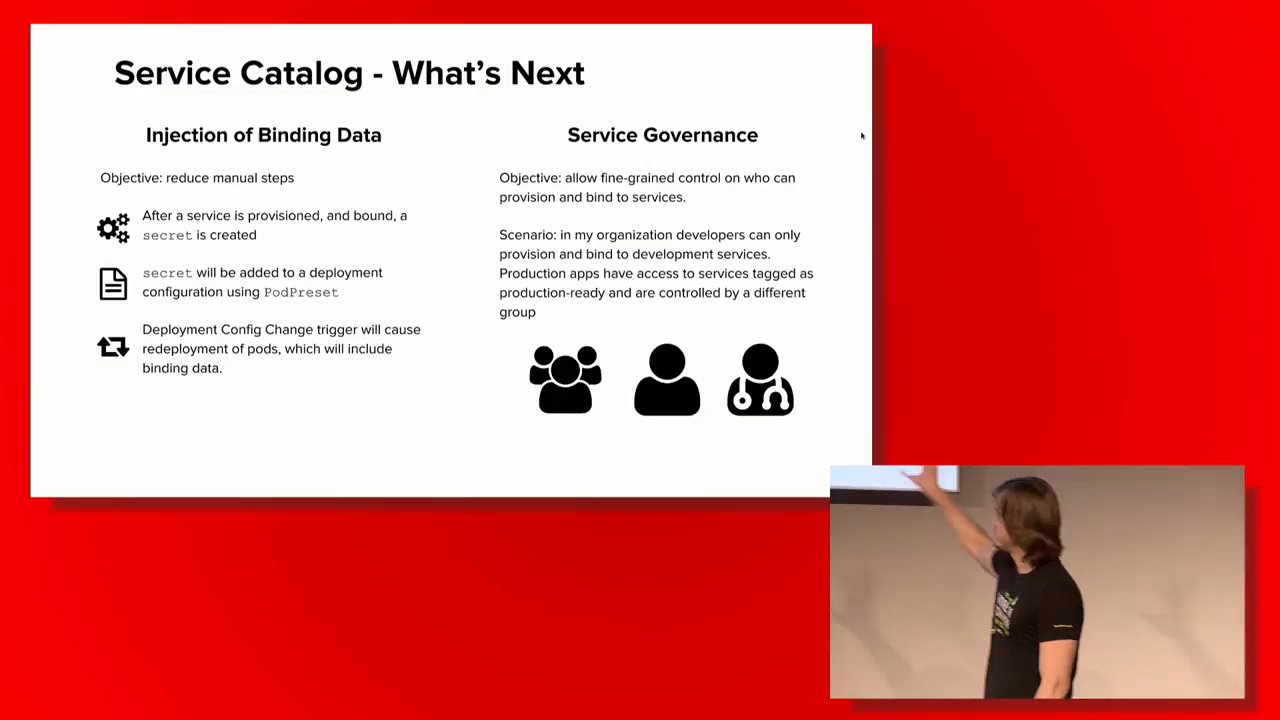 Service Catalog - What's Next
Injection of Binding Data
Objective: reduce manual steps
After a service is provisioned, and bound, a
secret is created
secret will be added to a deployment
configuration using PodPreset
Deployment Config Change trigger will cause
redeployment of pods, which will include
binding data.
Service Governance
Objective: allow fine-grained control on who can
provision and bind to services.
Scenario: in my organization developers can only
provision and bind to development services.
Production apps have access to services tagged as
production-ready and are controlled by a different
group